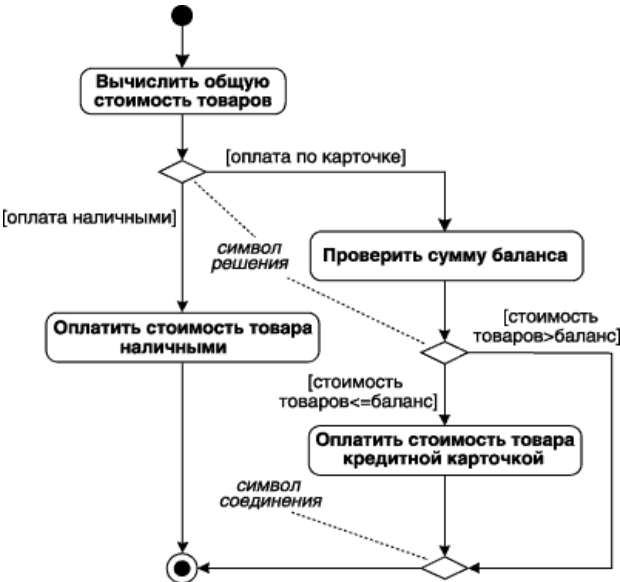 Вычислить общую
стоимость товаров
[оплата по карточке]
[оплата наличными]
символ
решения
Проверить сумму баланса
Оплатить стоимость товара
наличными
[стоимость
товаров>баланс]
[стоимость
товаров<=баланс]
Оплатить стоимость товара
кредитной карточкой
символ
соединения